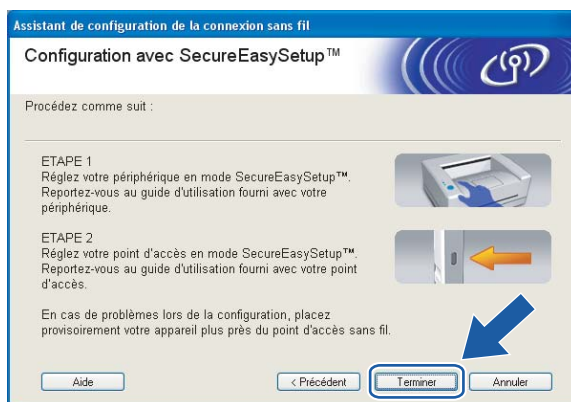 Assistant de configuration de la connexion sans fil
Configuration avec SecureEasySetup™
Procédez comme suit :
ETAPE 1
Réglez votre périphérique en mode SecureEasySetup™.
Reportez-vous au guide d'utilisation fourni avec votre
périphérique.
ETAPE 2
Réglez votre point d'accès en mode SecureEasySetup™.
Reportez-vous au guide d'utilisation fourni avec votre point
d'accès.
En cas de problèmes lors de la configuration, placez
provisoirement votre appareil plus près du point d'accès sans fil.
Aide
< Précédent
Terminer
Annuler